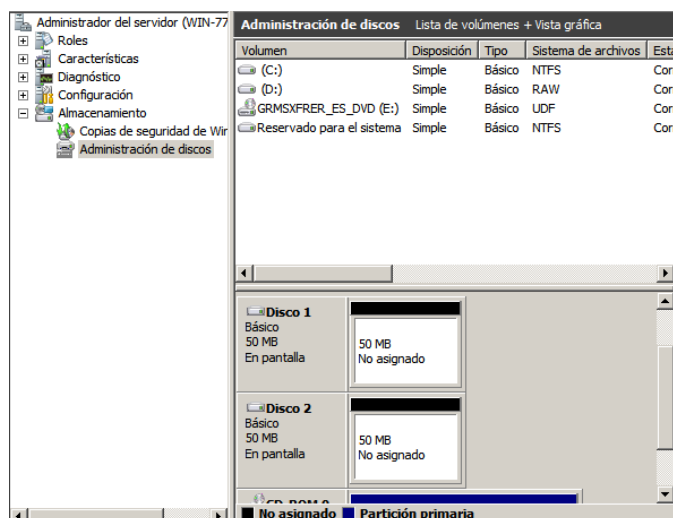 Administrador del servidor (WIN-77
Roles
Características
Diagnóstico
Configuración
Almacenamiento
Copias de seguridad de Wir
Administración de discos
Administración de discos Lista de volúmenes + Vista gráfica
Volumen Disposición Tipo Sistema de archivos Esta
(C:) Simple Básico NTFS Cor
(D:) Simple Básico RAW Cor
GRMSXFRER_ES_DVD (E:) Simple Básico UDF Cor
Reservado para el sistema Simple Básico NTFS Cor
Disco 1
Básico
50 MB
En pantalla
50 MB
No asignado
Disco 2
Básico
50 MB
En pantalla
50 MB
No asignado
CD-ROM 0
No asignado Partición primaria